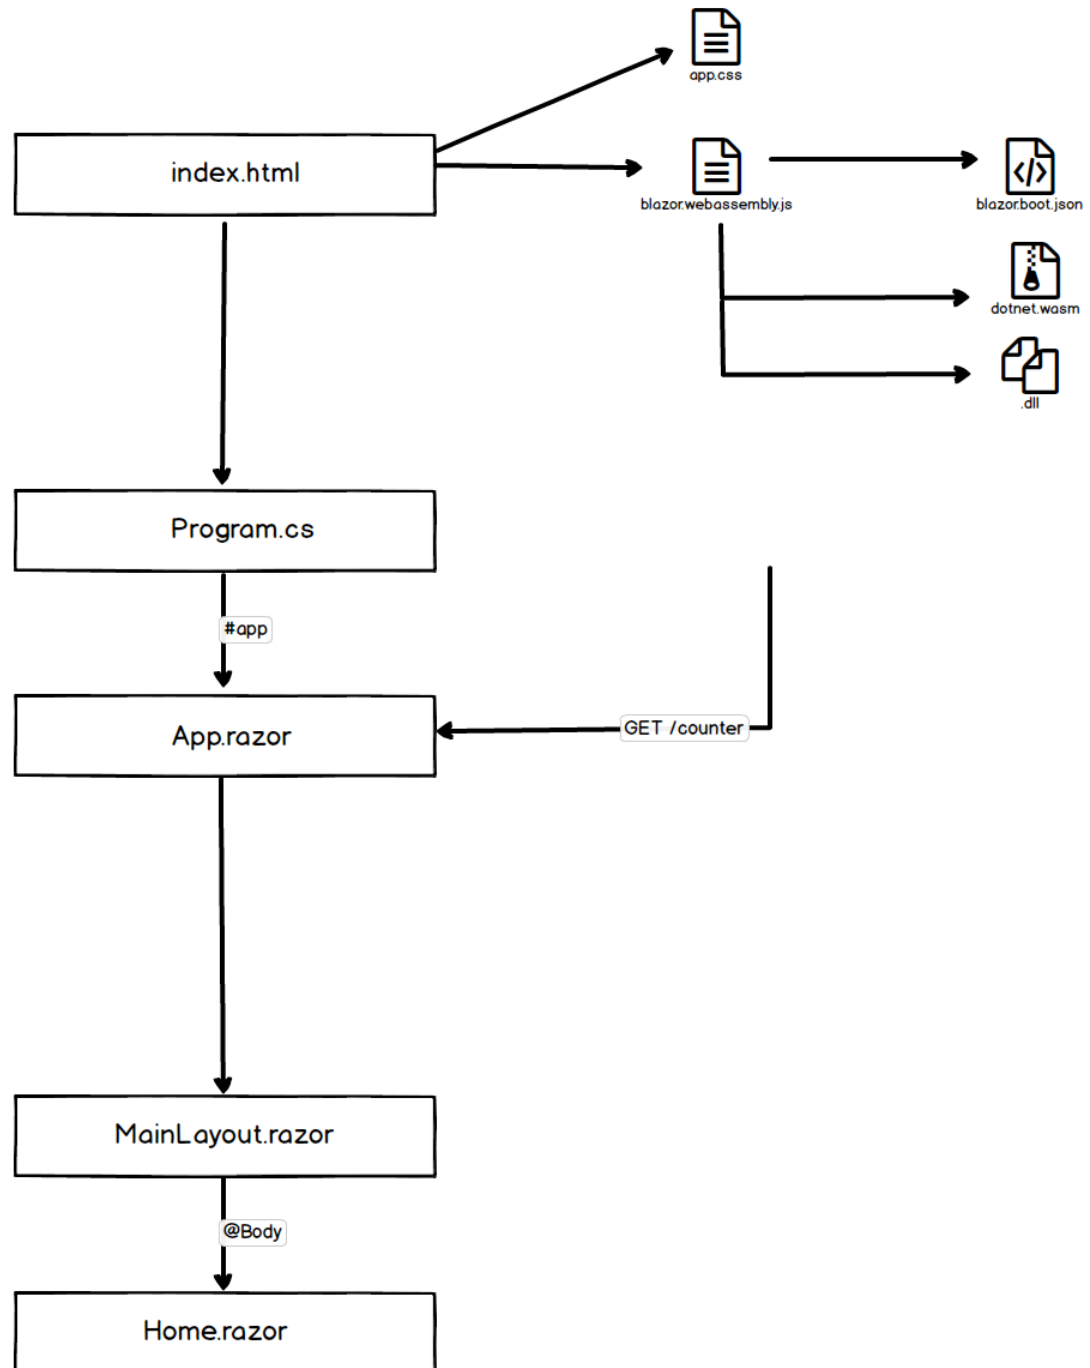 app.css
index.html
blazor.webassembly.js
blazor.boot.json
dotnet.wasm
.dll
Program.cs
#app
App.razor
GET /counter
MainLayout.razor
@Body
Home.razor